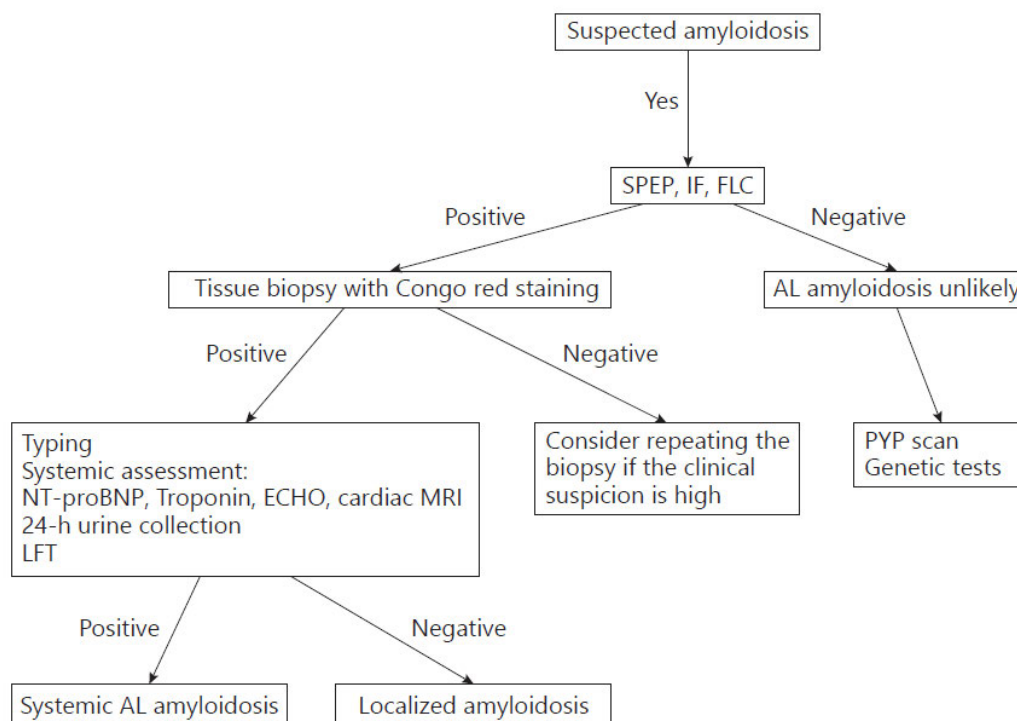 Suspected amyloidosis
Yes
SPEP, IF, FLC
Positive
Negative
Tissue biopsy with Congo red staining
AL amyloidosis unlikely
Positive
Negative
Typing
Systemic assessment:
NT-proBNP, Troponin, ECHO, cardiac MRI
24-h urine collection
LFT
Consider repeating the
biopsy if the clinical
suspicion is high
PYP scan
Genetic tests
Positive
Negative
Systemic AL amyloidosis
Localized amyloidosis